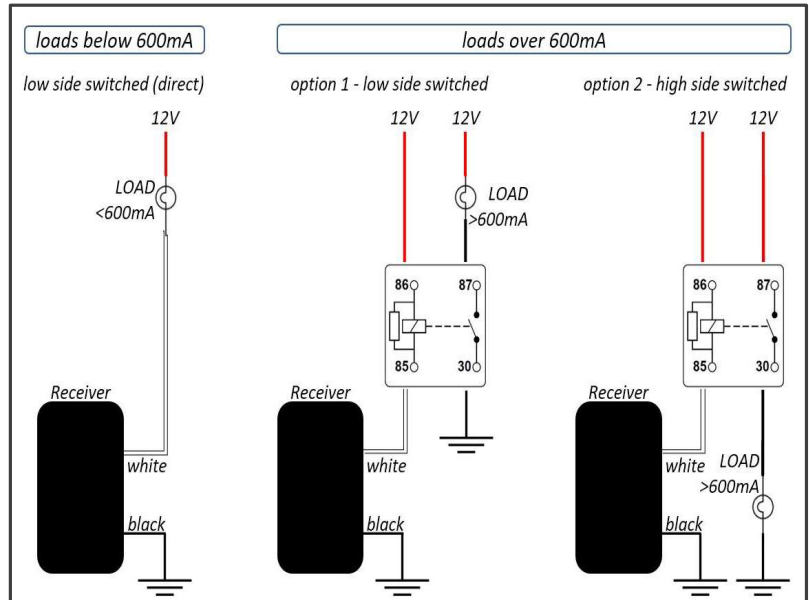 loads below 600mA
loads over 600mA
low side switched (direct)
option 1 - low side switched
option 2 - high side switched
12V
12V
12V
12V
12V
LOAD
<600mA
LOAD
>600mA
86
87
85
30
86
87
85
30
Receiver
white
black
Receiver
white
black
Receiver
white
LOAD
>600mA
black